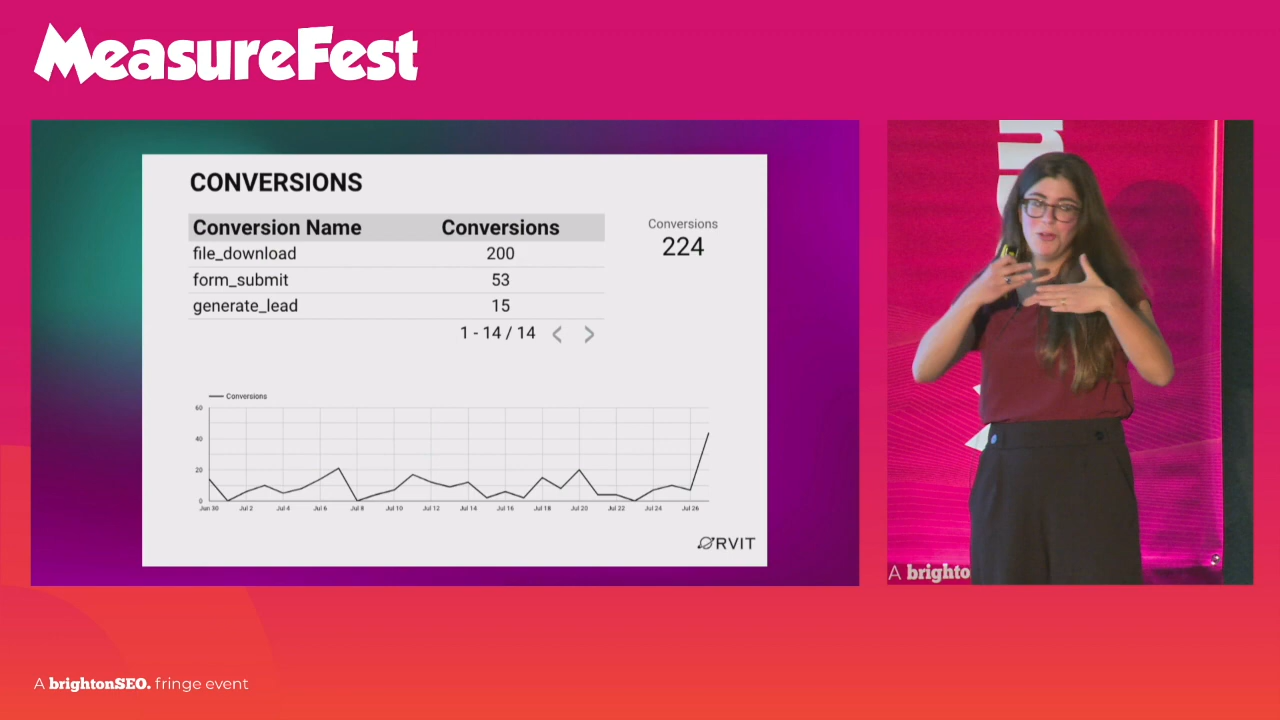 MeasureFest
CONVERSIONS
Conversion Name Conversions
file_download 200
form_submit 53
generate_lead 15
1 - 14 / 14
Conversions
224
Conversions
60
40
20
0
Jun 30 Jul 2 Jul 4 Jul 6 Jul 8 Jul 10 Jul 12 Jul 14 Jul 16 Jul 18 Jul 20 Jul 22 Jul 24 Jul 26
ORVIT
A brighto
A brightonSEO. fringe event